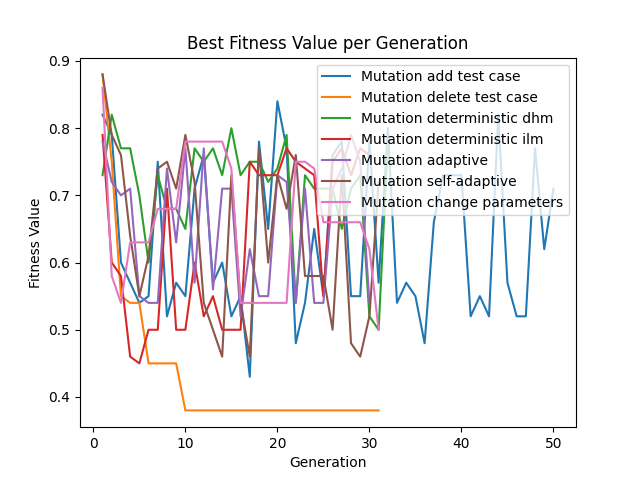 Best Fitness Value per Generation
0.9
0.8
0.7
0.6
0.5
0.4
Fitness Value
Mutation add test case
Mutation delete test case
Mutation deterministic dhm
Mutation deterministic ilm
Mutation adaptive
Mutation self-adaptive
Mutation change parameters
0
10
20
30
40
50
Generation